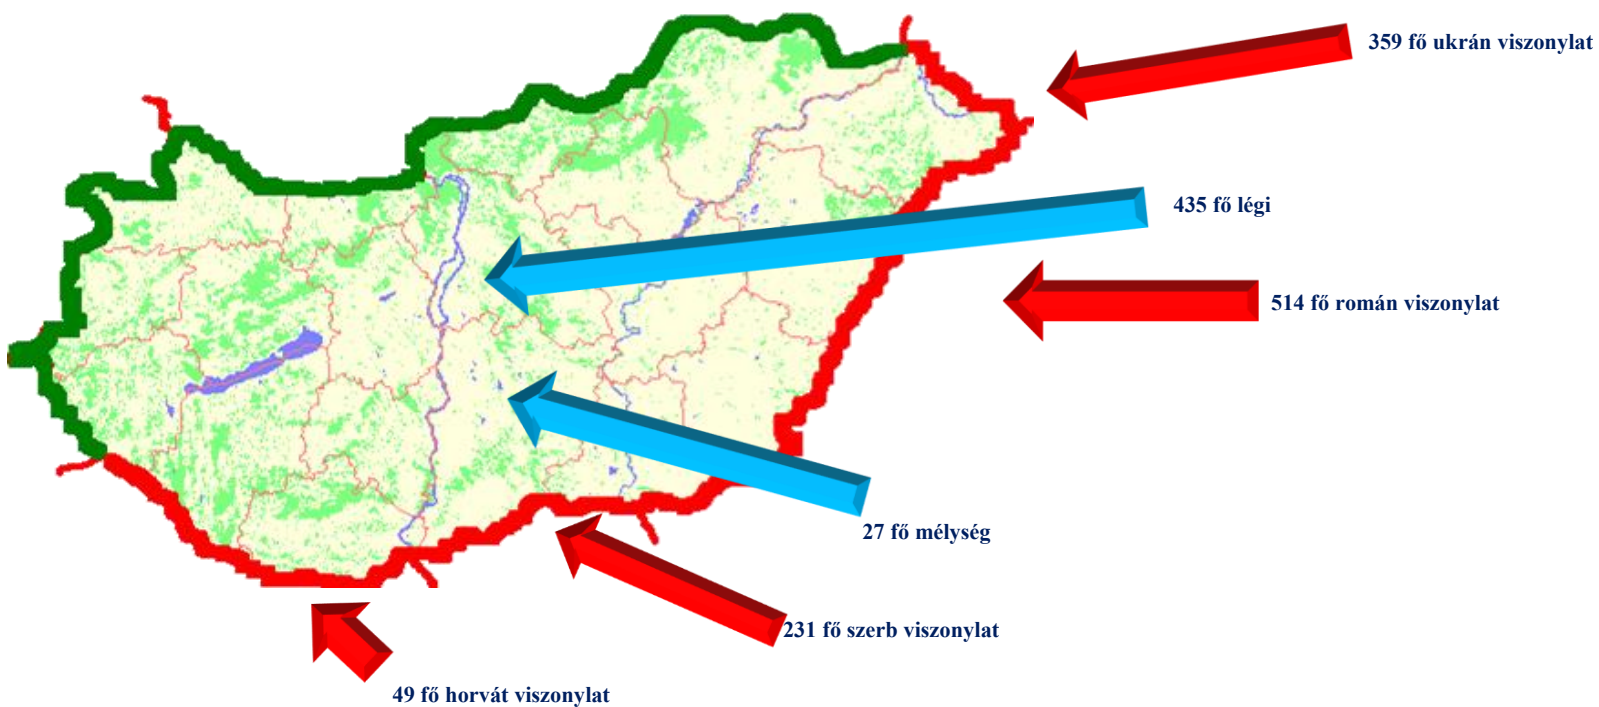 359 fő ukrán viszonylat
435 fő légi
514 fő román viszonylat
27 fő mélység
231 fő szerb viszonylat
49 fő horvát viszonylat